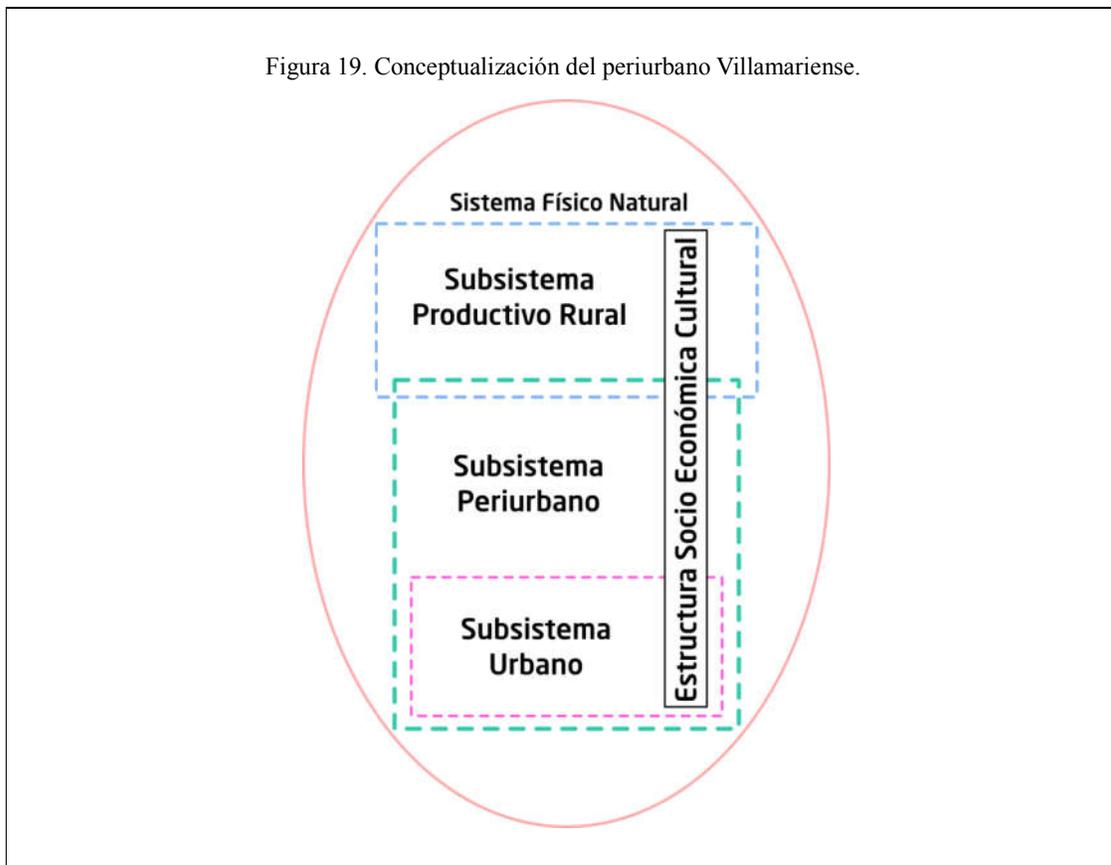 Figura 19. Conceptualización del periurbano Villamariense.
Sistema Físico Natural
Subsistema
Productivo Rural
Estructura Socio Económica Cultural
Subsistema
Periurbano
Subsistema
Urbano